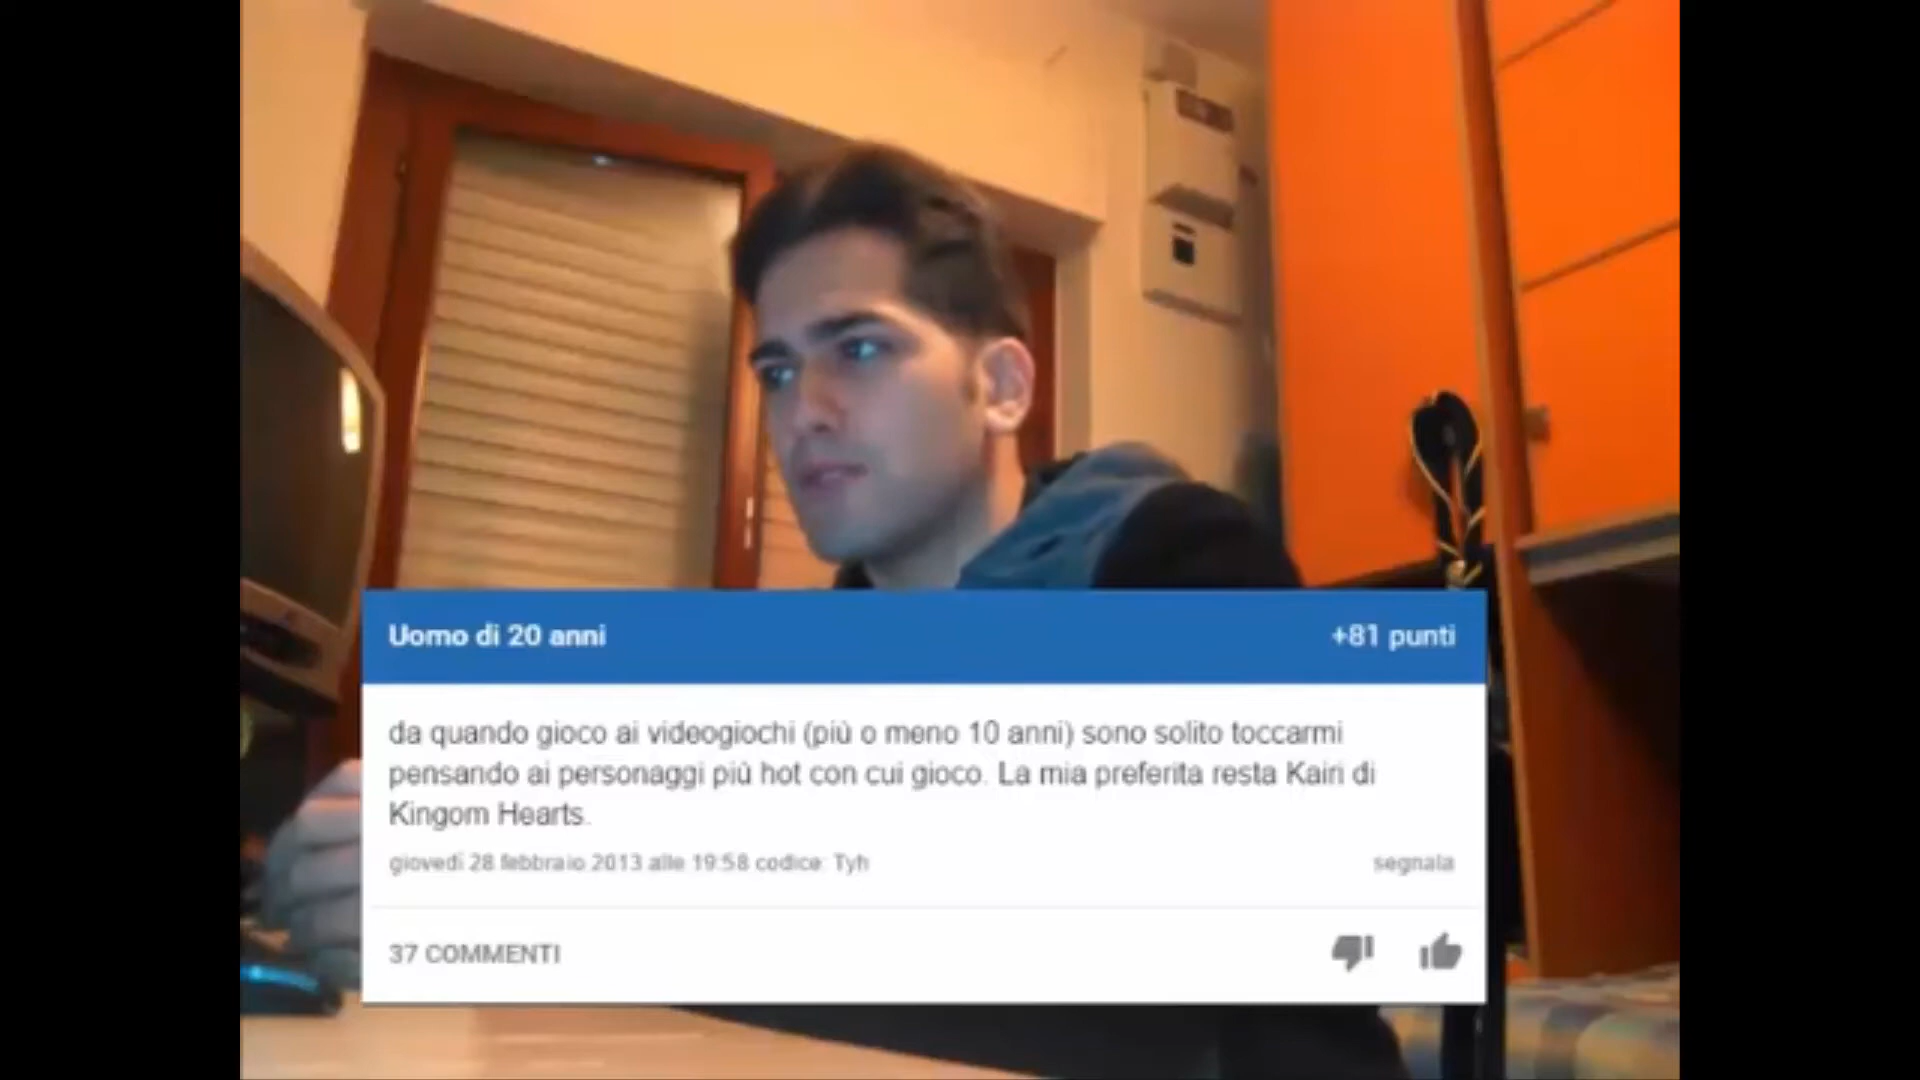 Uomo di 20 anni
+81 punti
da quando gioco ai videogiochi (più o meno 10 anni) sono solito toccarmi
pensando ai personaggi più hot con cui gioco. La mia preferita resta Kairi di
Kingom Hearts.
giovedì 28 febbraio 2013 alle 19:58 codice: Tyh
segnala
37 COMMENTI